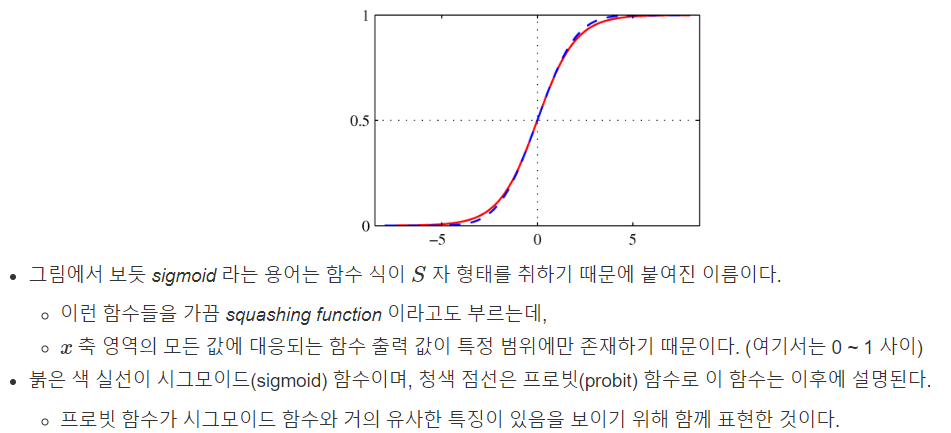 1
0.5
0
−5
0
5
그림에서 보듯 sigmoid 라는 용어는 함수 식이 S 자 형태를 취하기 때문에 붙여진 이름이다.
이런 함수들을 가끔 squashing function 이라고도 부르는데,
x 축 영역의 모든 값에 대응되는 함수 출력 값이 특정 범위에만 존재하기 때문이다. (여기서는 0 ~ 1 사이)
붉은 색 실선이 시그모이드(sigmoid) 함수이며, 청색 점선은 프로빗(probit) 함수로 이 함수는 이후에 설명된다.
프로빗 함수가 시그모이드 함수와 거의 유사한 특징이 있음을 보이기 위해 함께 표현한 것이다.